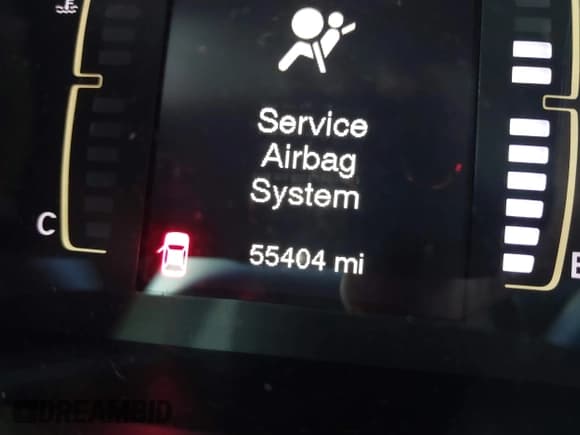 Service
Airbag
System
55404 mi
C
E
DREAMBID